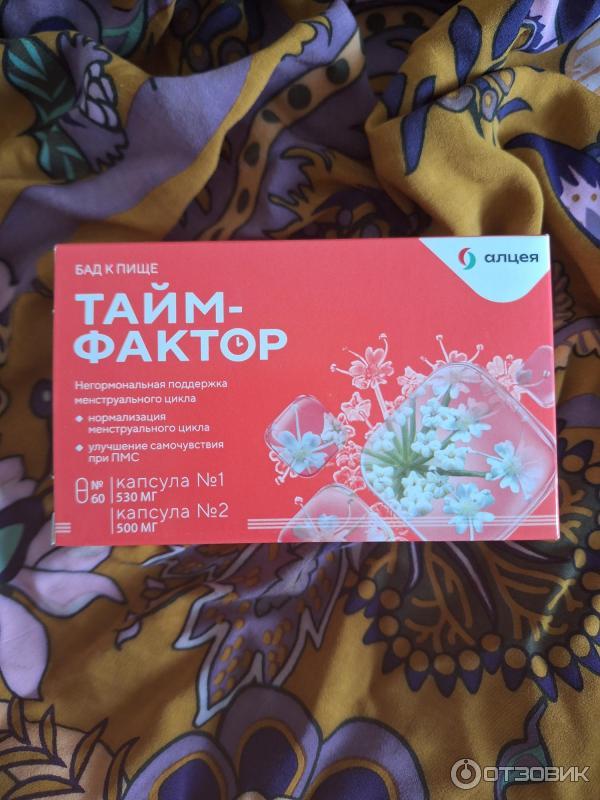 БАД К ПИЩЕ
алцея
ТАЙМ-
ФАКТОР
Негормональная поддержка
менструального цикла
нормализация
менструального цикла
улучшение самочувствия
при ПМС
№ 60
капсула №1
530 МГ
капсула №2
500 МГ
ОТЗОВИК